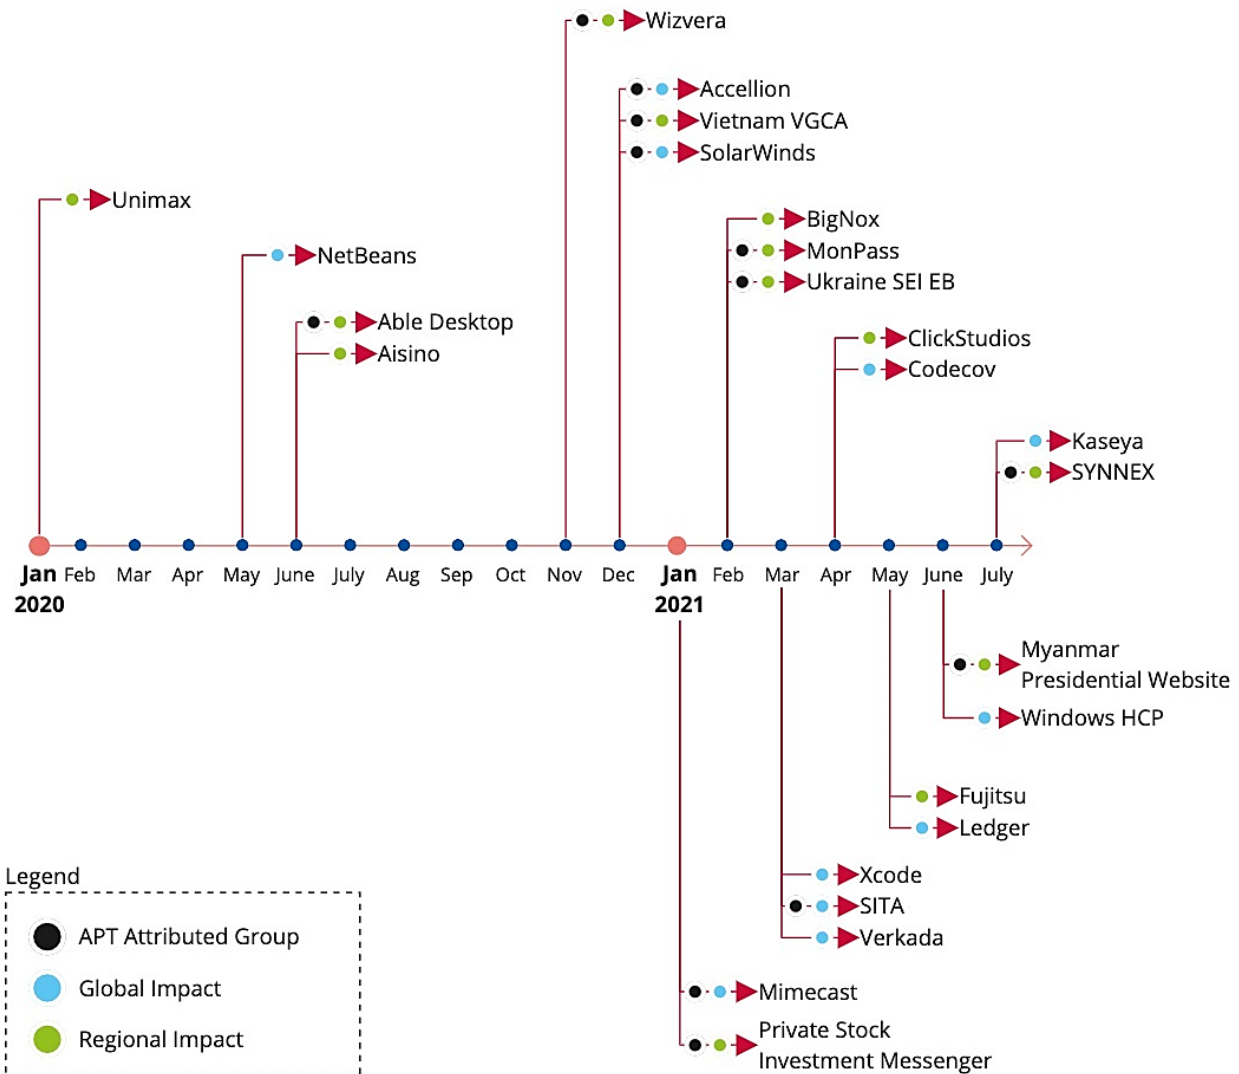 Wizvera
Accellion
Vietnam VGCA
SolarWinds
Unimax
BigNox
NetBeans
MonPass
Ukraine SEI EB
Able Desktop
Aisino
ClickStudios
Codecov
Kaseya
SYNNEX
Jan Feb Mar Apr May June July Aug Sep Oct Nov Dec Jan Feb Mar Apr May June July
2020 2021
Myanmar
Presidential Website
Windows HCP
Fujitsu
Ledger
Xcode
SITA
Verkada
Mimecast
Private Stock
Investment Messenger
Legend
APT Attributed Group
Global Impact
Regional Impact